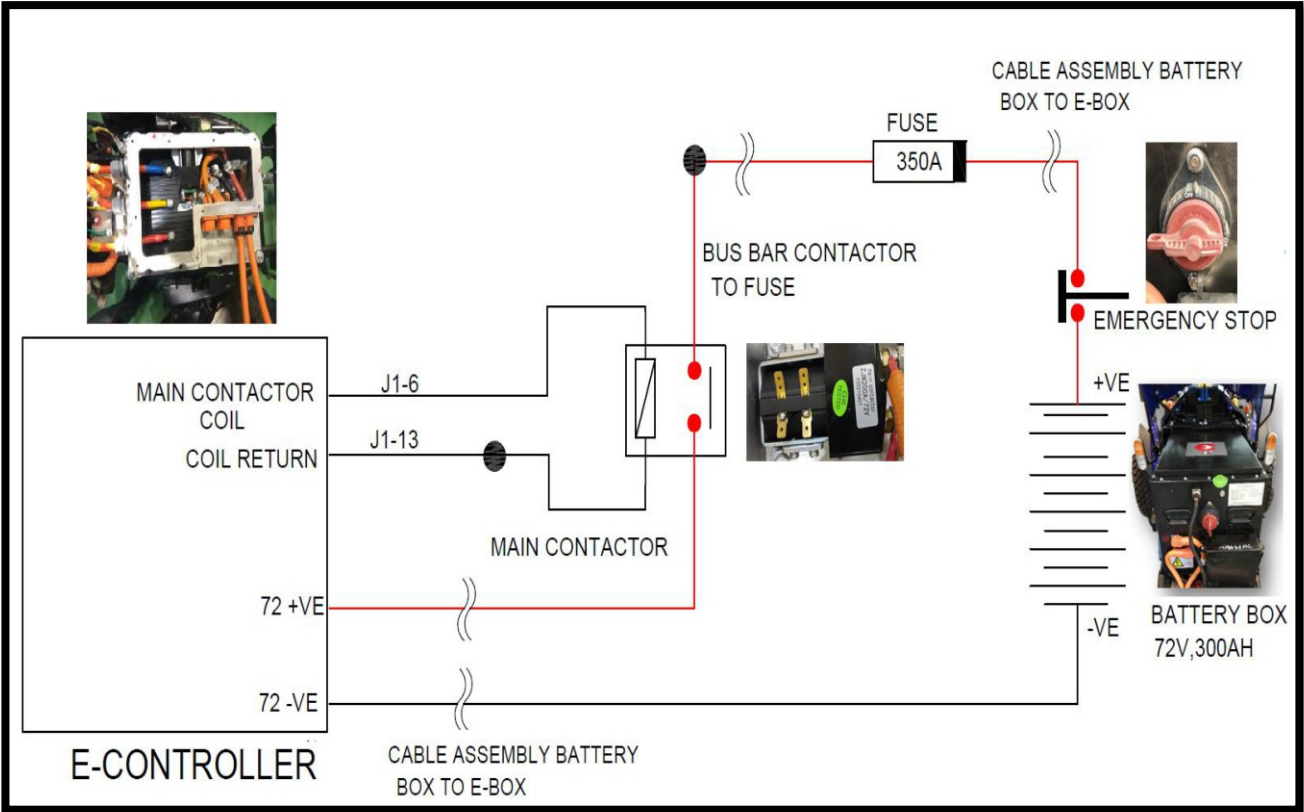 CABLE ASSEMBLY BATTERY
BOX TO E-BOX
FUSE
350A
BUS BAR CONTACTOR
TO FUSE
EMERGENCY STOP
MAIN CONTACTOR
COIL
J1-6
J1-13
COIL RETURN
+VE
MAIN CONTACTOR
72 +VE
-VE
BATTERY BOX
72V,300AH
72 -VE
E-CONTROLLER
CABLE ASSEMBLY BATTERY
BOX TO E-BOX